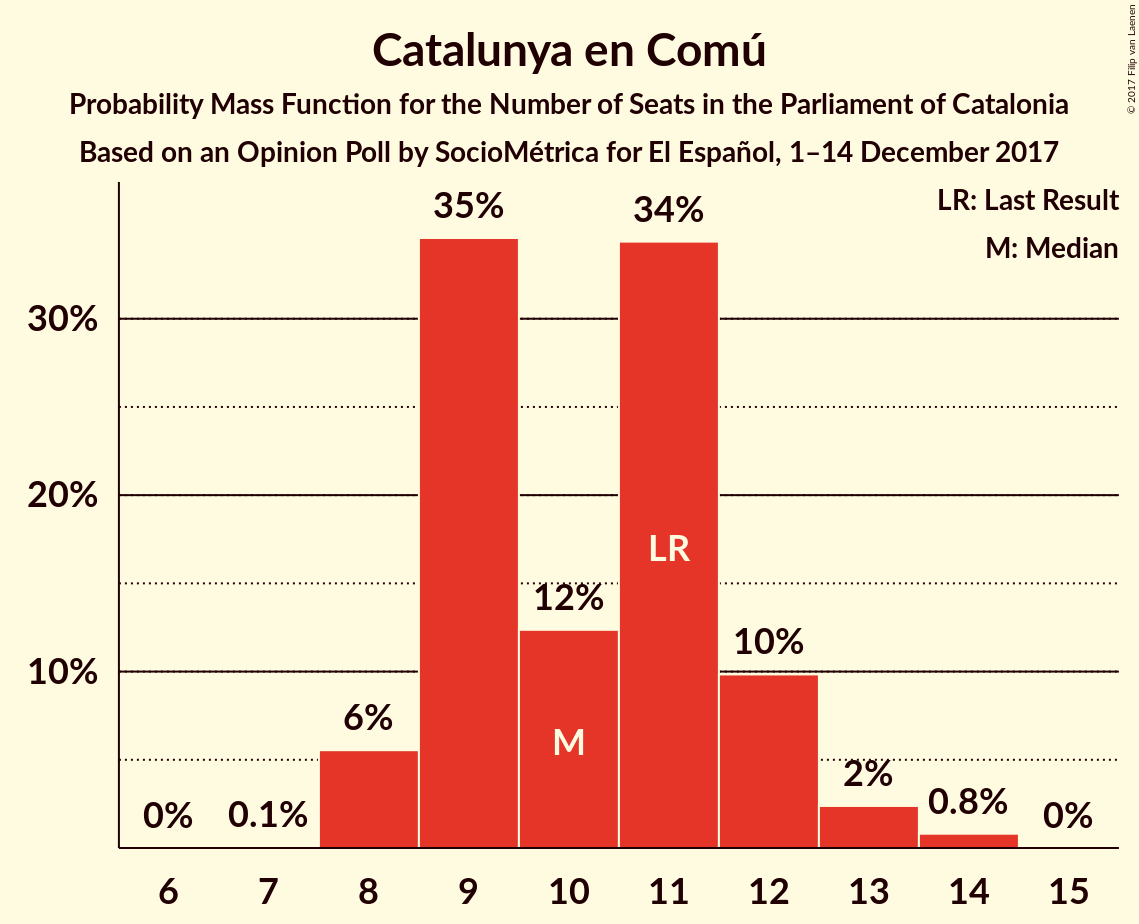 Catalunya en Comú
Probability Mass Function for the Number of Seats in the Parliament of Catalonia
Based on an Opinion Poll by SocioMétrica for El Español, 1–14 December 2017
© 2017 Filip van Laenen
LR: Last Result
M: Median
35%
34%
30%
20%
LR
12%
10%
10%
M
6%
2%
0.8%
0%
0.1%
0%
6 7 8 9 10 11 12 13 14 15